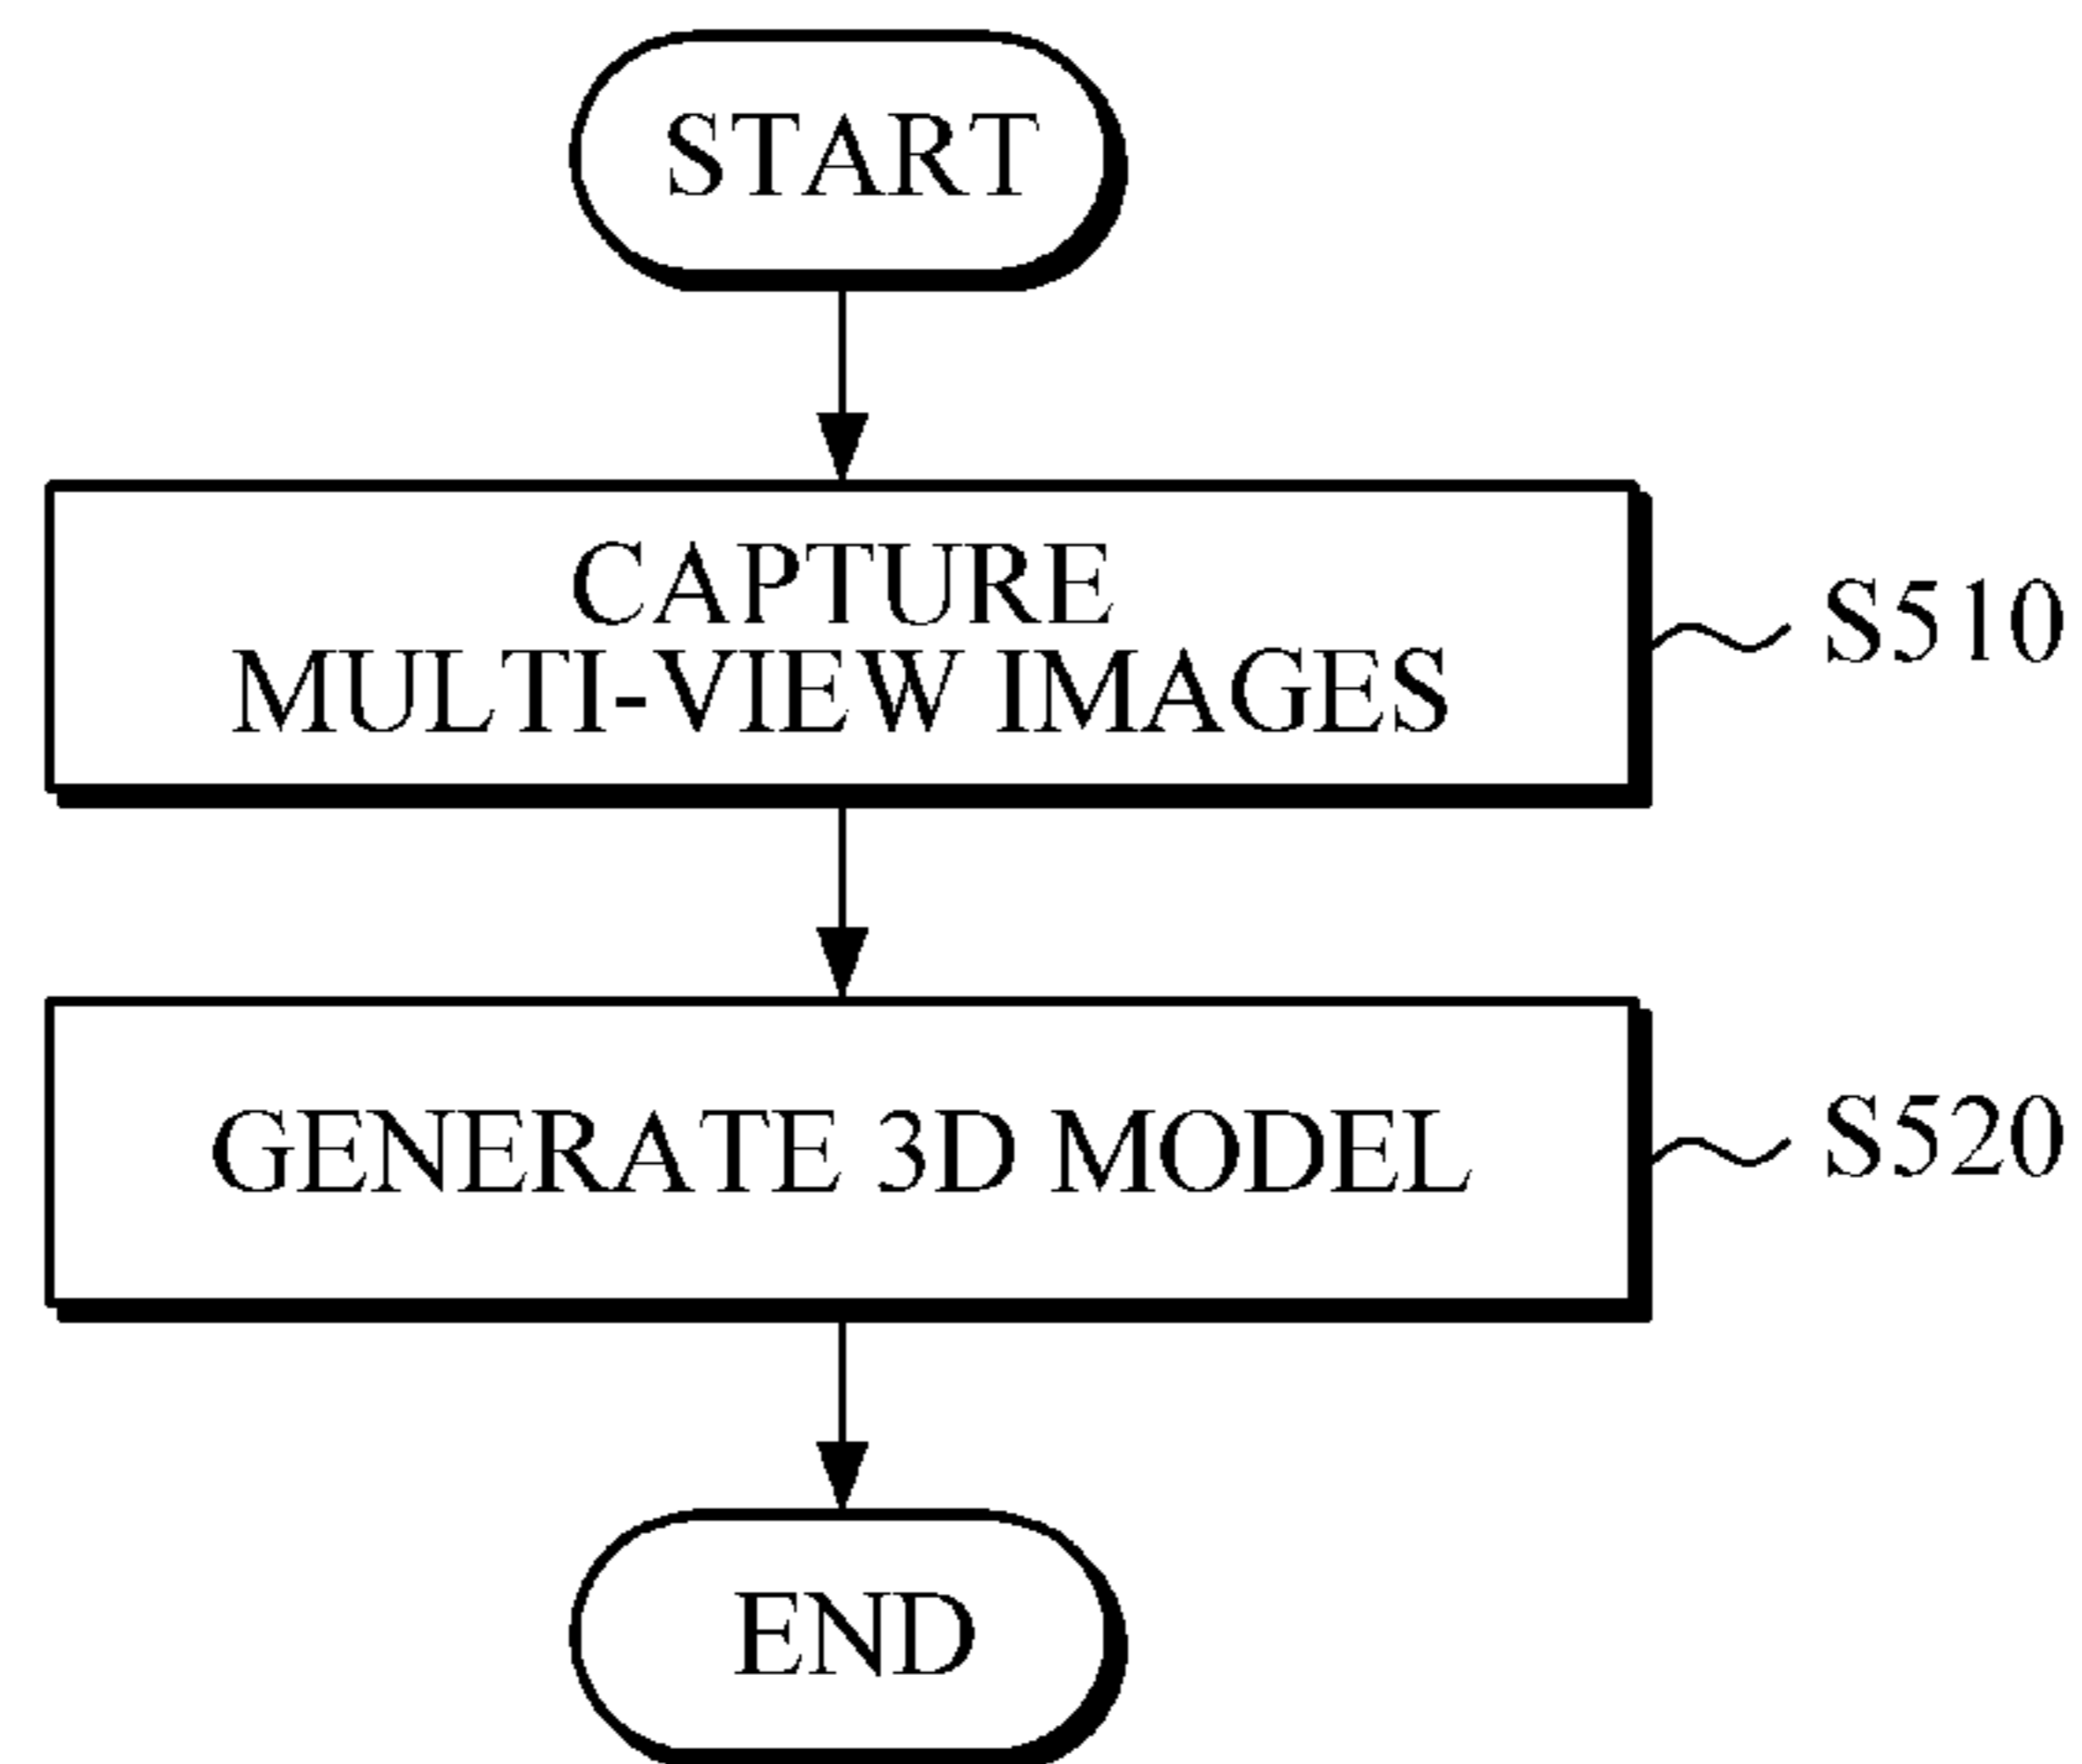 START
CAPTURE
MULTI-VIEW IMAGES
S510
GENERATE 3D MODEL
S520
END